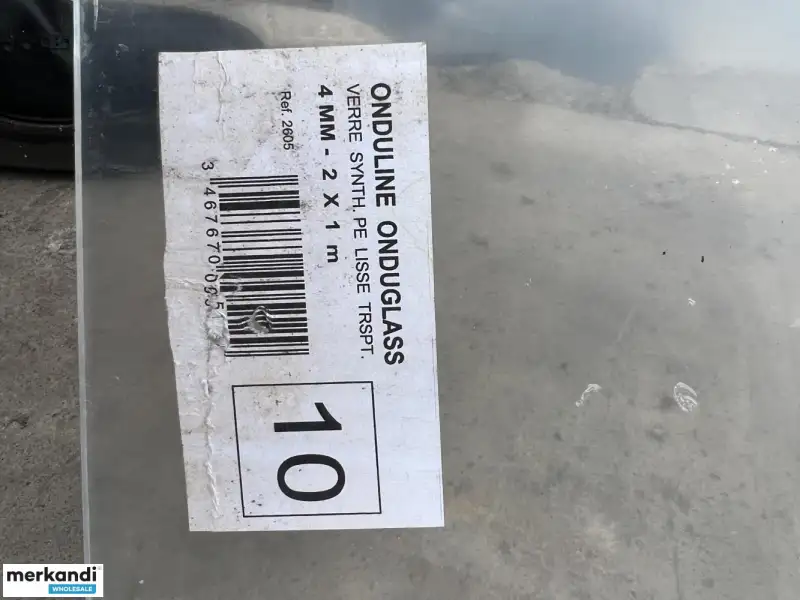 ONDULINE ONDUGLASS
VERRE SYNTH. PE LISSE TRSPT.
4 MM - 2 X 1 m
Ref. 2605
10
merkandi
WHOLESALE